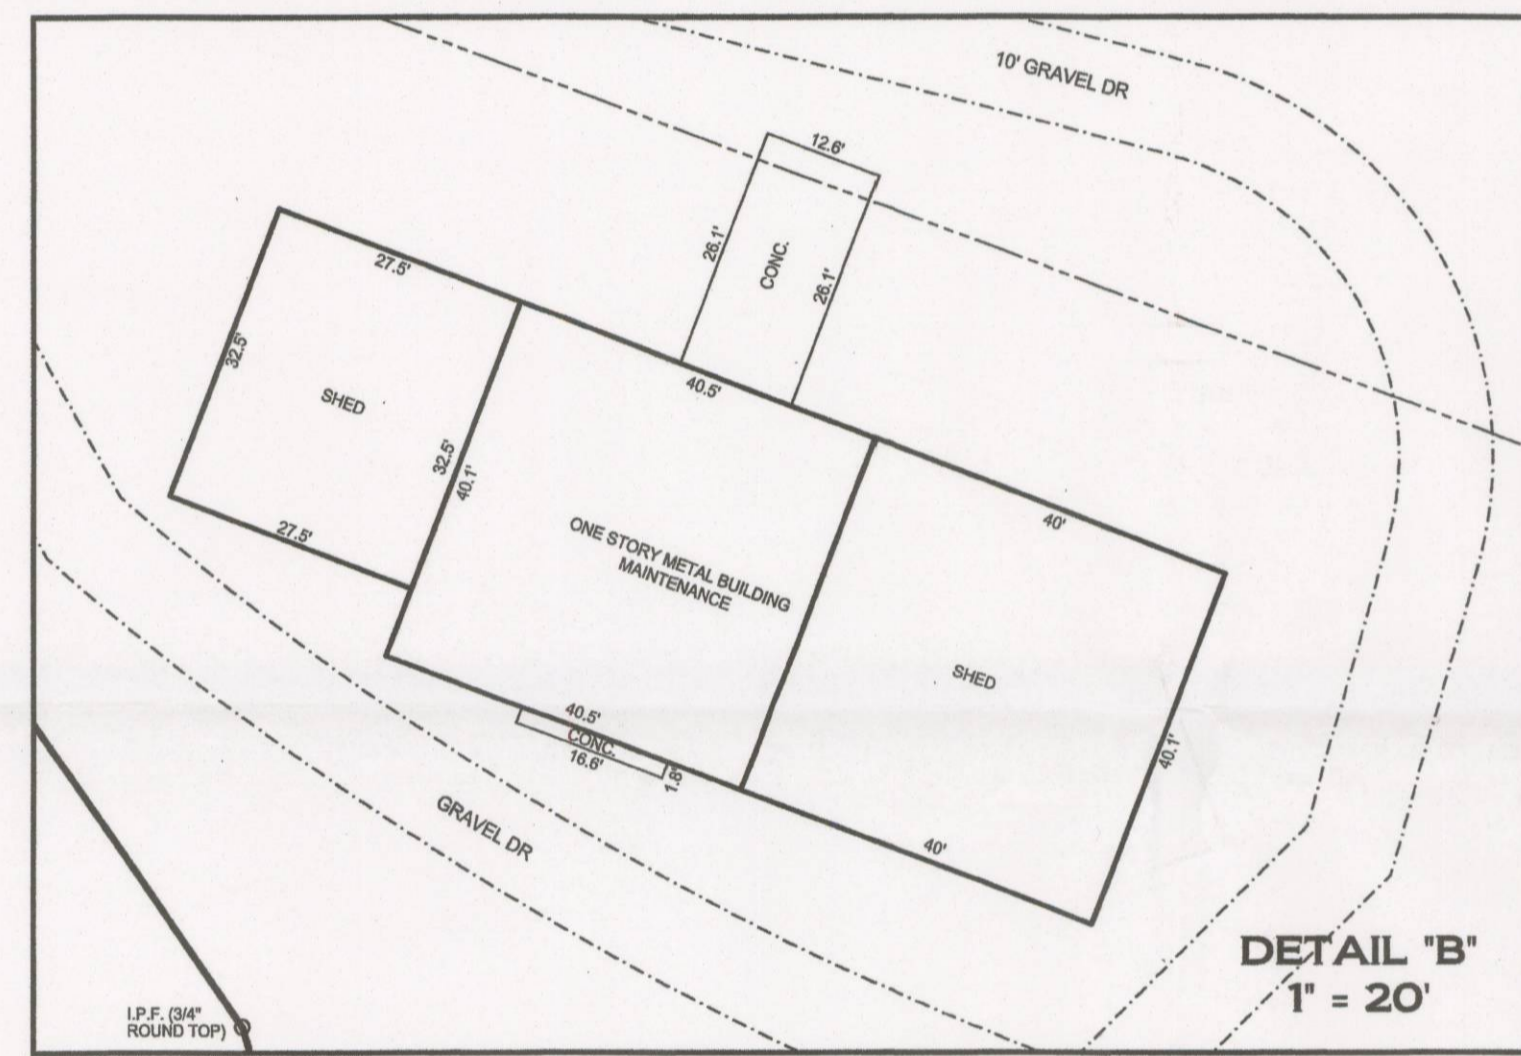 10' GRAVEL DR
12.6'
26.1'
CONC.
26.1'
27.5'
32.5'
SHED
40.5'
32.5'
40.1'
27.5'
40'
ONE STORY METAL BUILDING
MAINTENANCE
SHED
40.5'
CONC.
16.6'
1.8'
40.1'
GRAVEL DR
40'
DETAIL "B"
1" = 20'
I.P.F. (3/4"
ROUND TOP)